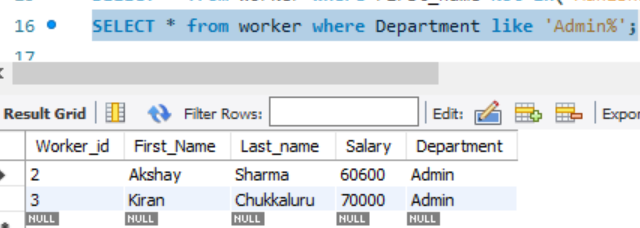 16 SELECT * from worker where Department like 'Admin%';
17
Result Grid Filter Rows: Edit: Expor
Worker_id First_Name Last_name Salary Department
2 Akshay Sharma 60600 Admin
3 Kiran Chukkaluru 70000 Admin
NULL NULL NULL NULL NULL